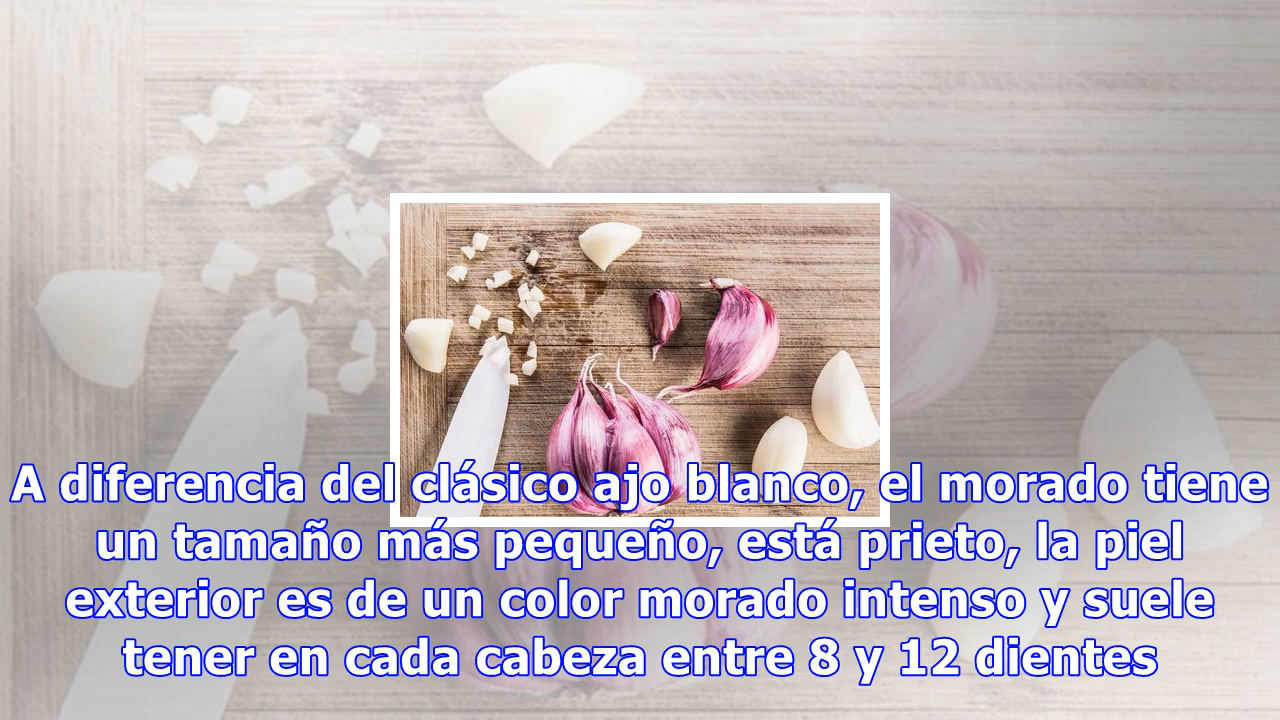 A diferencia del clásico ajo blanco, el morado tiene
un tamaño más pequeño, está prieto, la piel
exterior es de un color morado intenso y suele
tener en cada cabeza entre 8 y 12 dientes